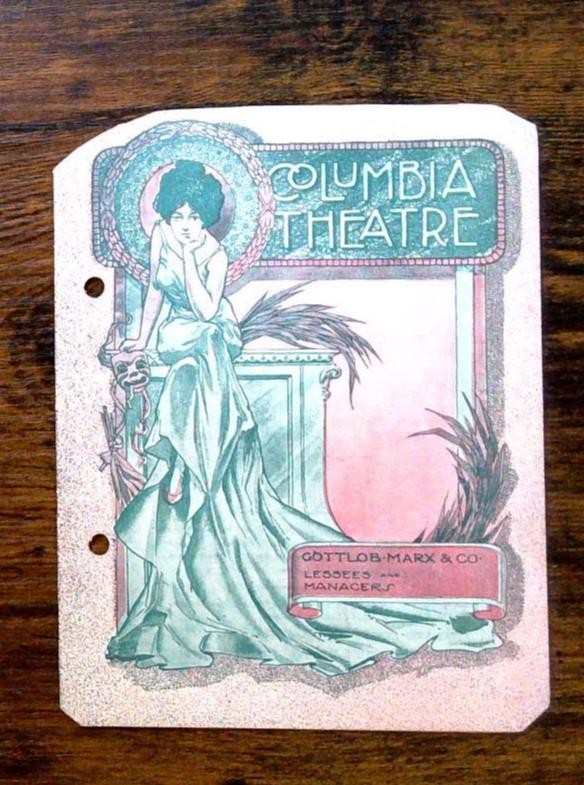 COLUMBIA
THEATRE
GOTTLOB·MARX & CO·
LESSEES AND
MANAGERS